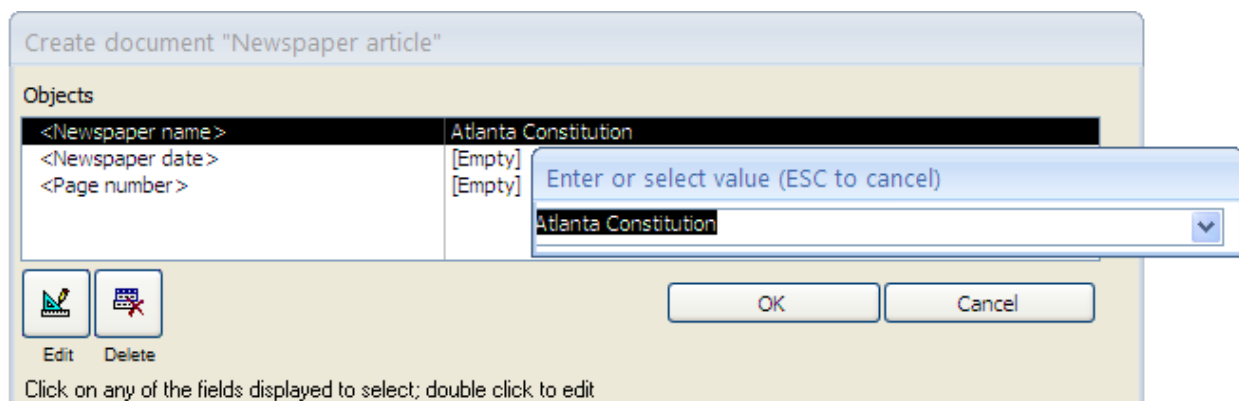 Create document "Newspaper article"
Objects
<Newspaper name> Atlanta Constitution
<Newspaper date> [Empty]
<Page number> [Empty]
Enter or select value (ESC to cancel)
Atlanta Constitution
OK Cancel
Edit Delete
Click on any of the fields displayed to select; double click to edit